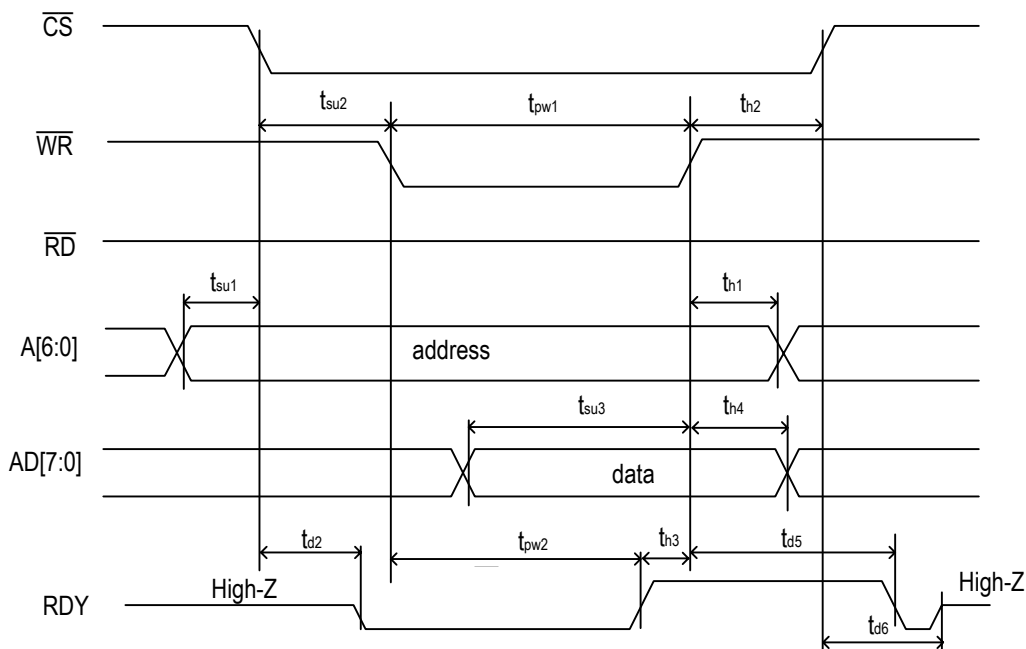 CS
tsu2 tpw1 th2
WR
RD
tsu1 th1
A[6:0] address
tsu3 th4
AD[7:0] data
td2 tpw2 th3 td5
High-Z High-Z
RDY
td6